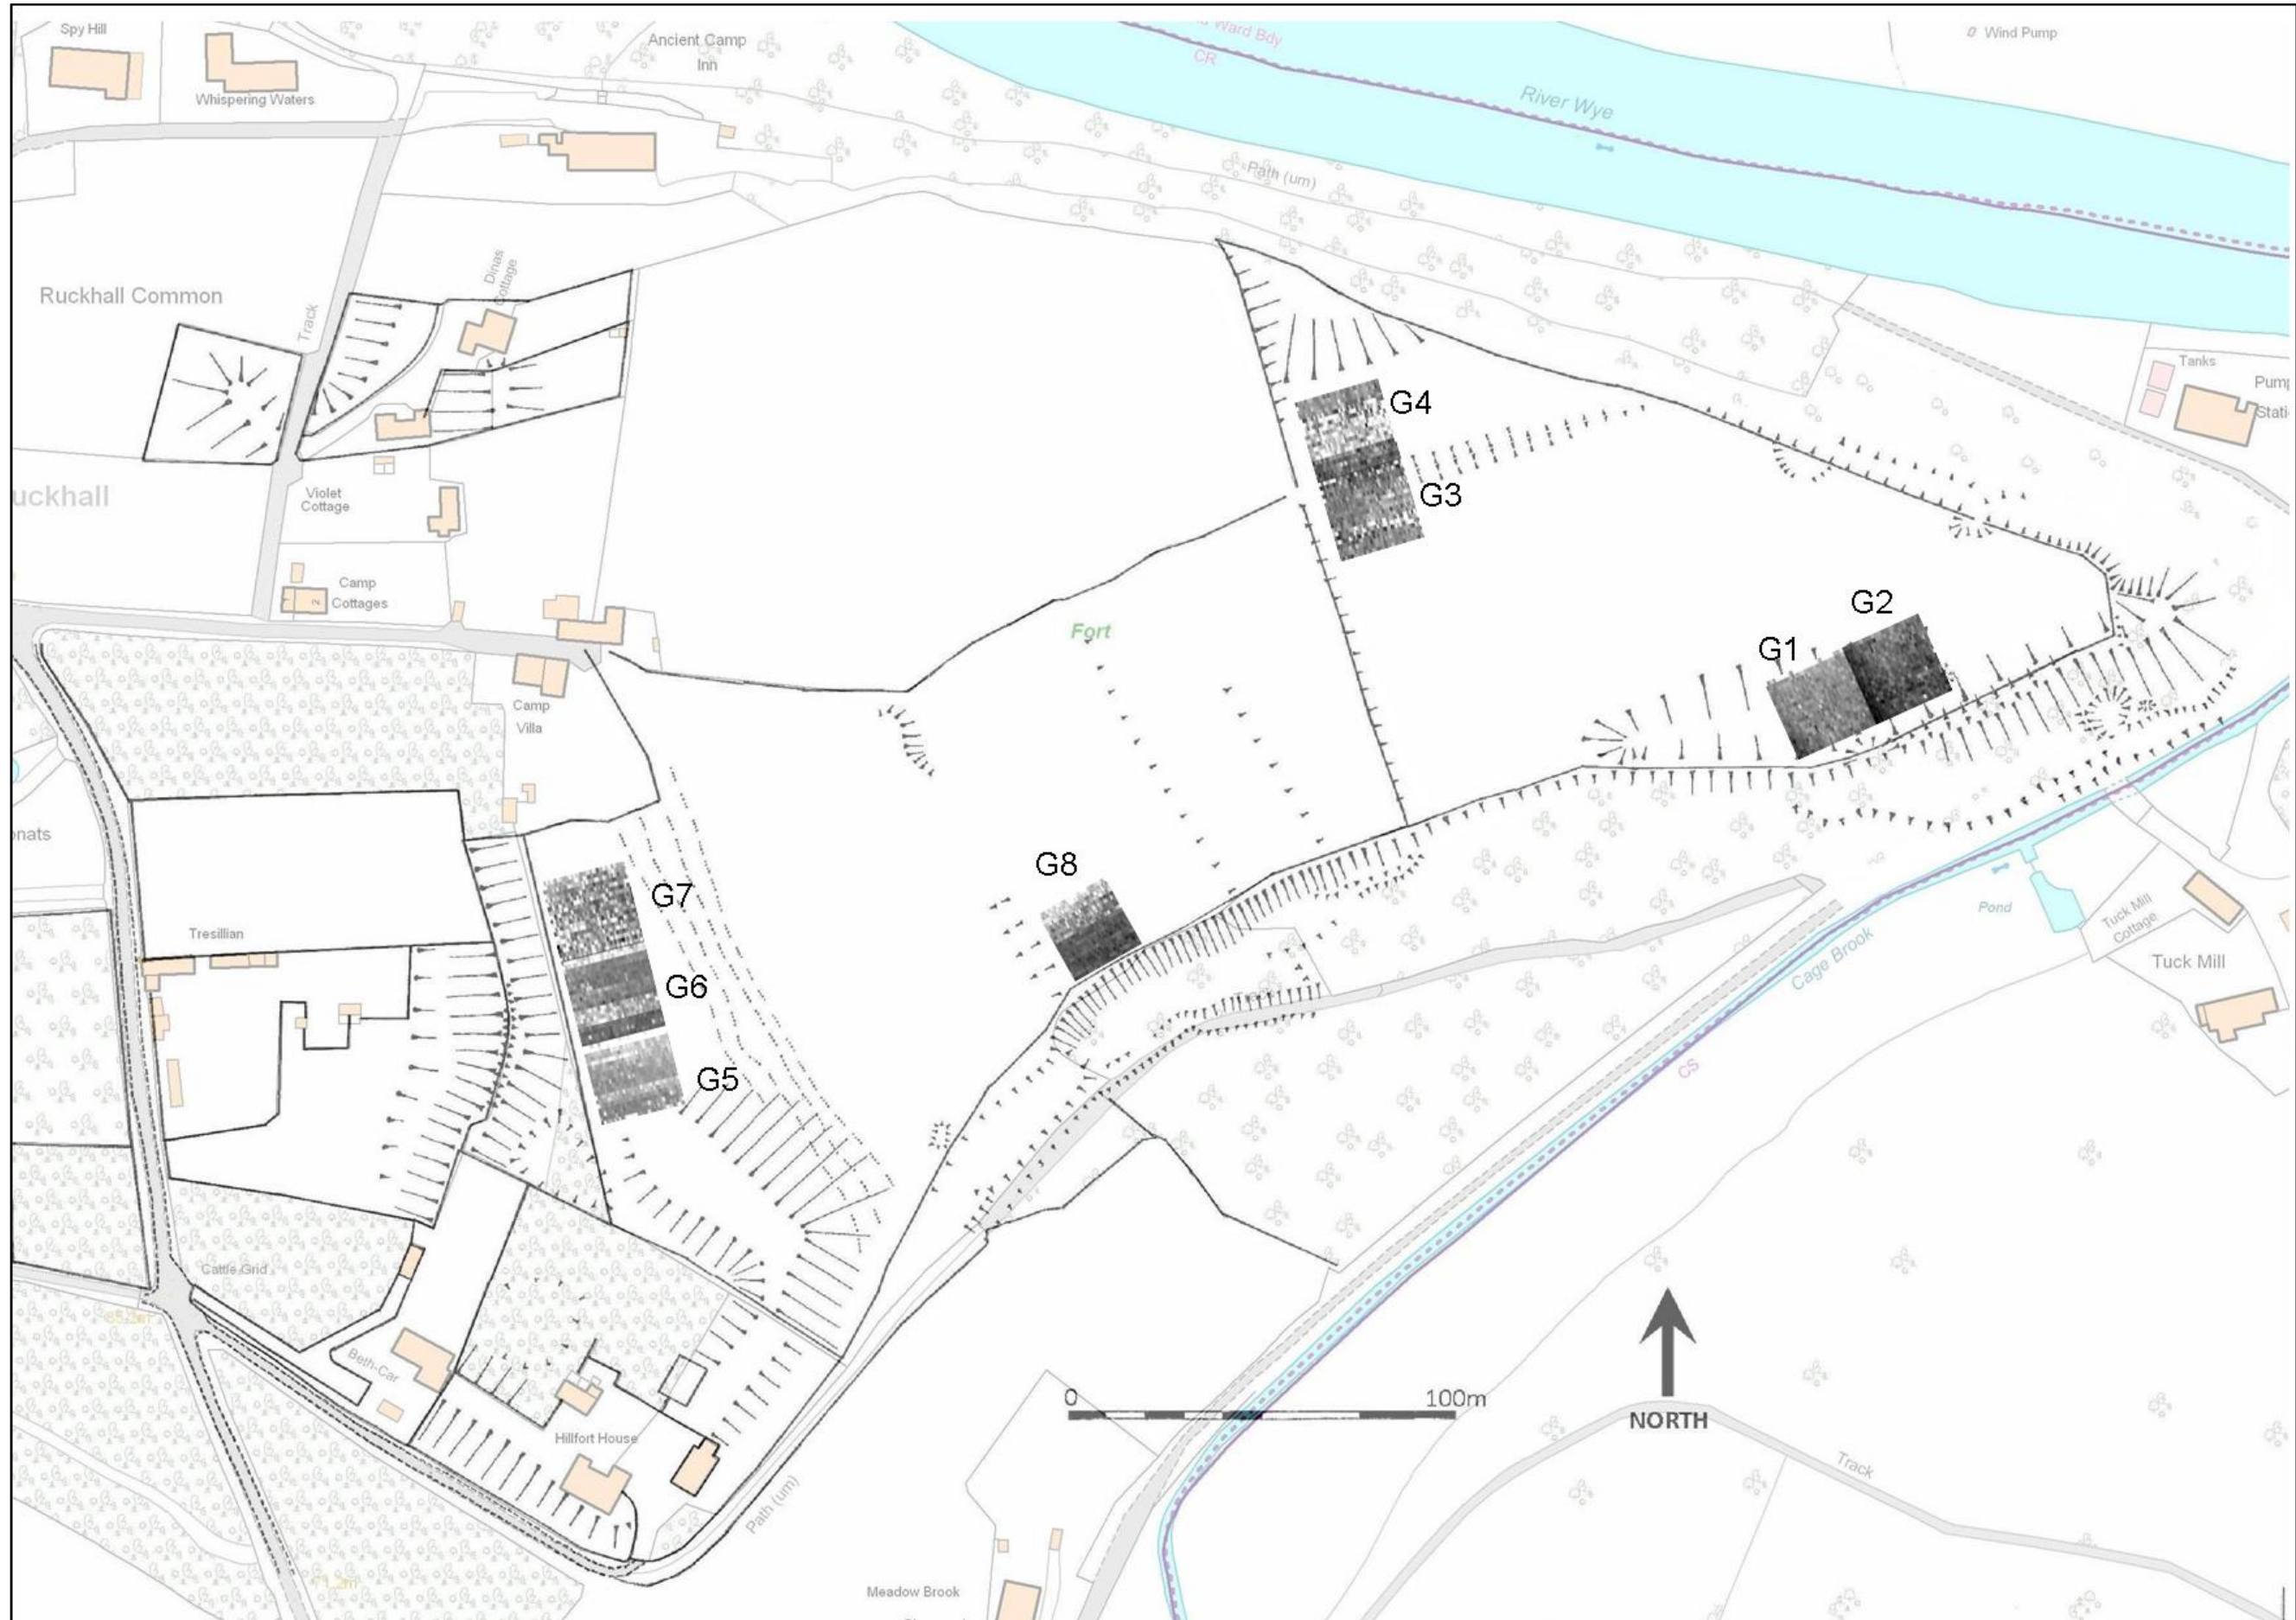 Spy Hill
Whispering Waters
Ancient Camp
Inn
Ward Bdy
CR
River Wye
Wind Pump
Path (um)
Ruckhall Common
Track
Dinas
Cottage
Tanks
Pum
Stati
G4
G3
uckhall
Violet
Cottage
Camp
Cottages
2
Fort
G2
G1
Camp
Villa
onats
G8
G7
G6
G5
Tresillian
Pond
Tuck Mill
Cottage
Tuck Mill
Cage Brook
CS
Cattle Grid
Beth-Car
Hillfort House
0
100m
NORTH
Track
Path (um)
Meadow Brook